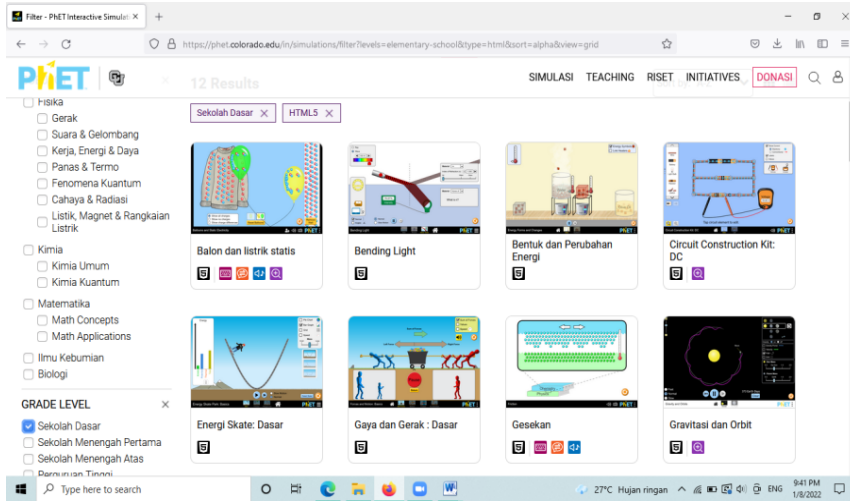 Filter - PhET Interactive Simulati
https://phet.colorado.edu/in/simulations/filter?levels=elementary-school&type=html&sort=alpha&view=grid
PhET
SIMULASI TEACHING RISET INITIATIVES DONASI
12 Results
Sekolah Dasar
HTML5
Fisika
Gerak
Suara & Gelombang
Kerja, Energi & Daya
Panas & Termo
Fenomena Kuantum
Cahaya & Radiasi
Listik, Magnet & Rangkaian
Listrik
Kimia
Kimia Umum
Kimia Kuantum
Matematika
Math Concepts
Math Applications
Ilmu Kebumian
Biologi
GRADE LEVEL
Sekolah Dasar
Sekolah Menengah Pertama
Sekolah Menengah Atas
Perguruan Tinggi
Balon dan listrik statis
Bending Light
Bentuk dan Perubahan
Energi
Circuit Construction Kit:
DC
Energi Skate: Dasar
Gaya dan Gerak : Dasar
Gesekan
Gravitasi dan Orbit
Type here to search
27°C Hujan ringan
ENG
9:41 PM
1/8/2022